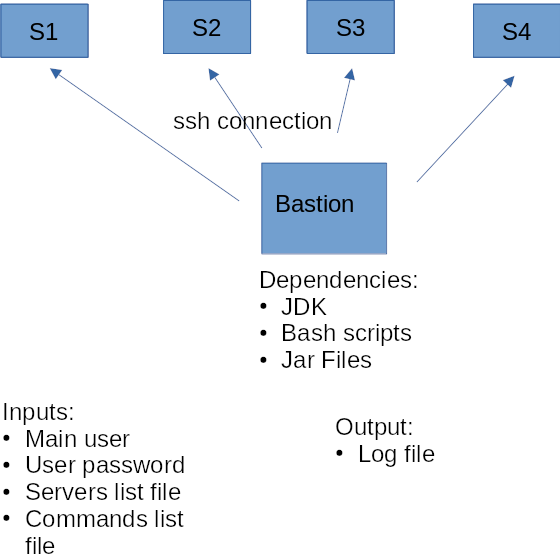 S1
S2
S3
S4
ssh connection
Bastion
Dependencies:
• JDK
• Bash scripts
• Jar Files
Inputs:
• Main user
• User password
• Servers list file
• Commands list
file
Output:
• Log file